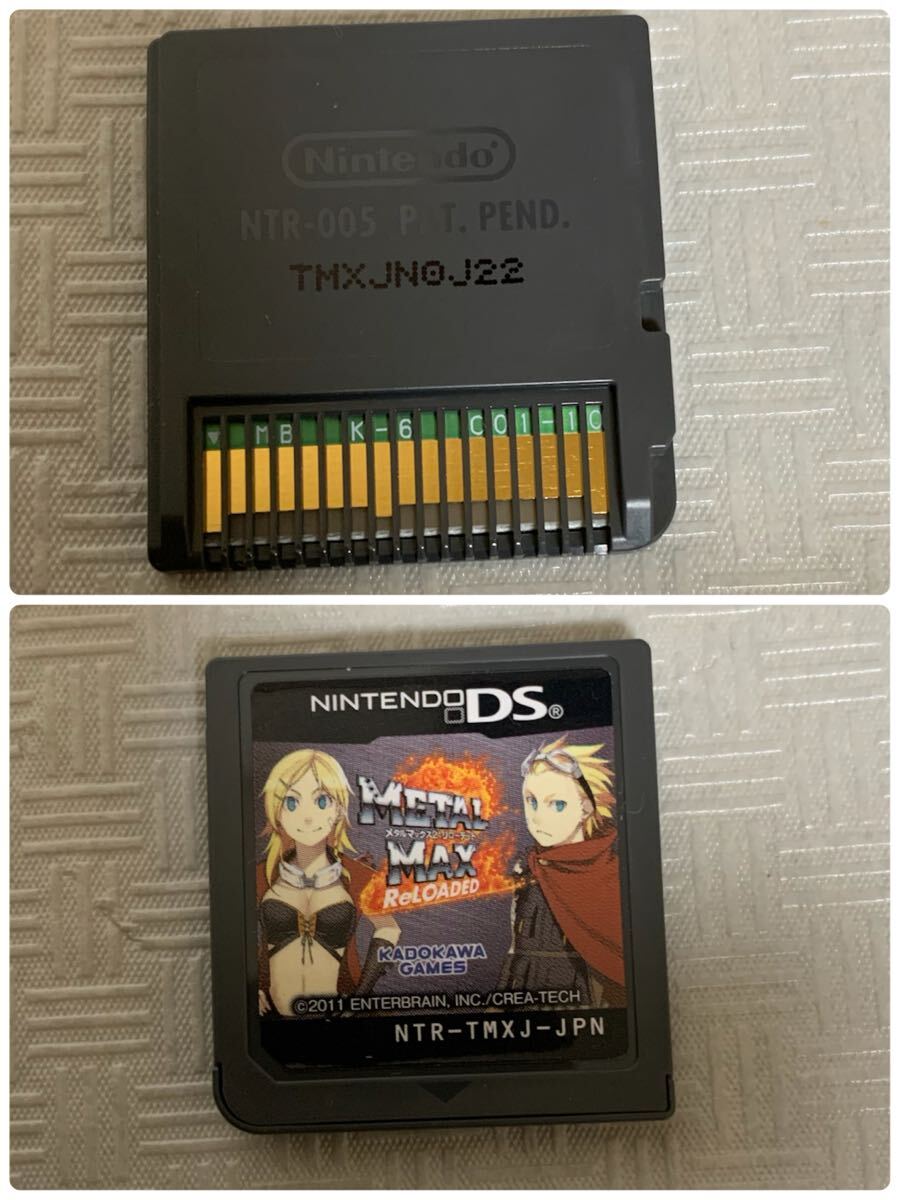 Nintendo®
NTR-005 PAT. PEND.
TMXJN0J22
MB K-6 C01-10
NINTENDO DS®
METAL
メタルマックス2:リローデッド
MAX
ReLOADED
KADOKAWA
GAMES
©2011 ENTERBRAIN, INC./CREA-TECH
NTR-TMXJ-JPN